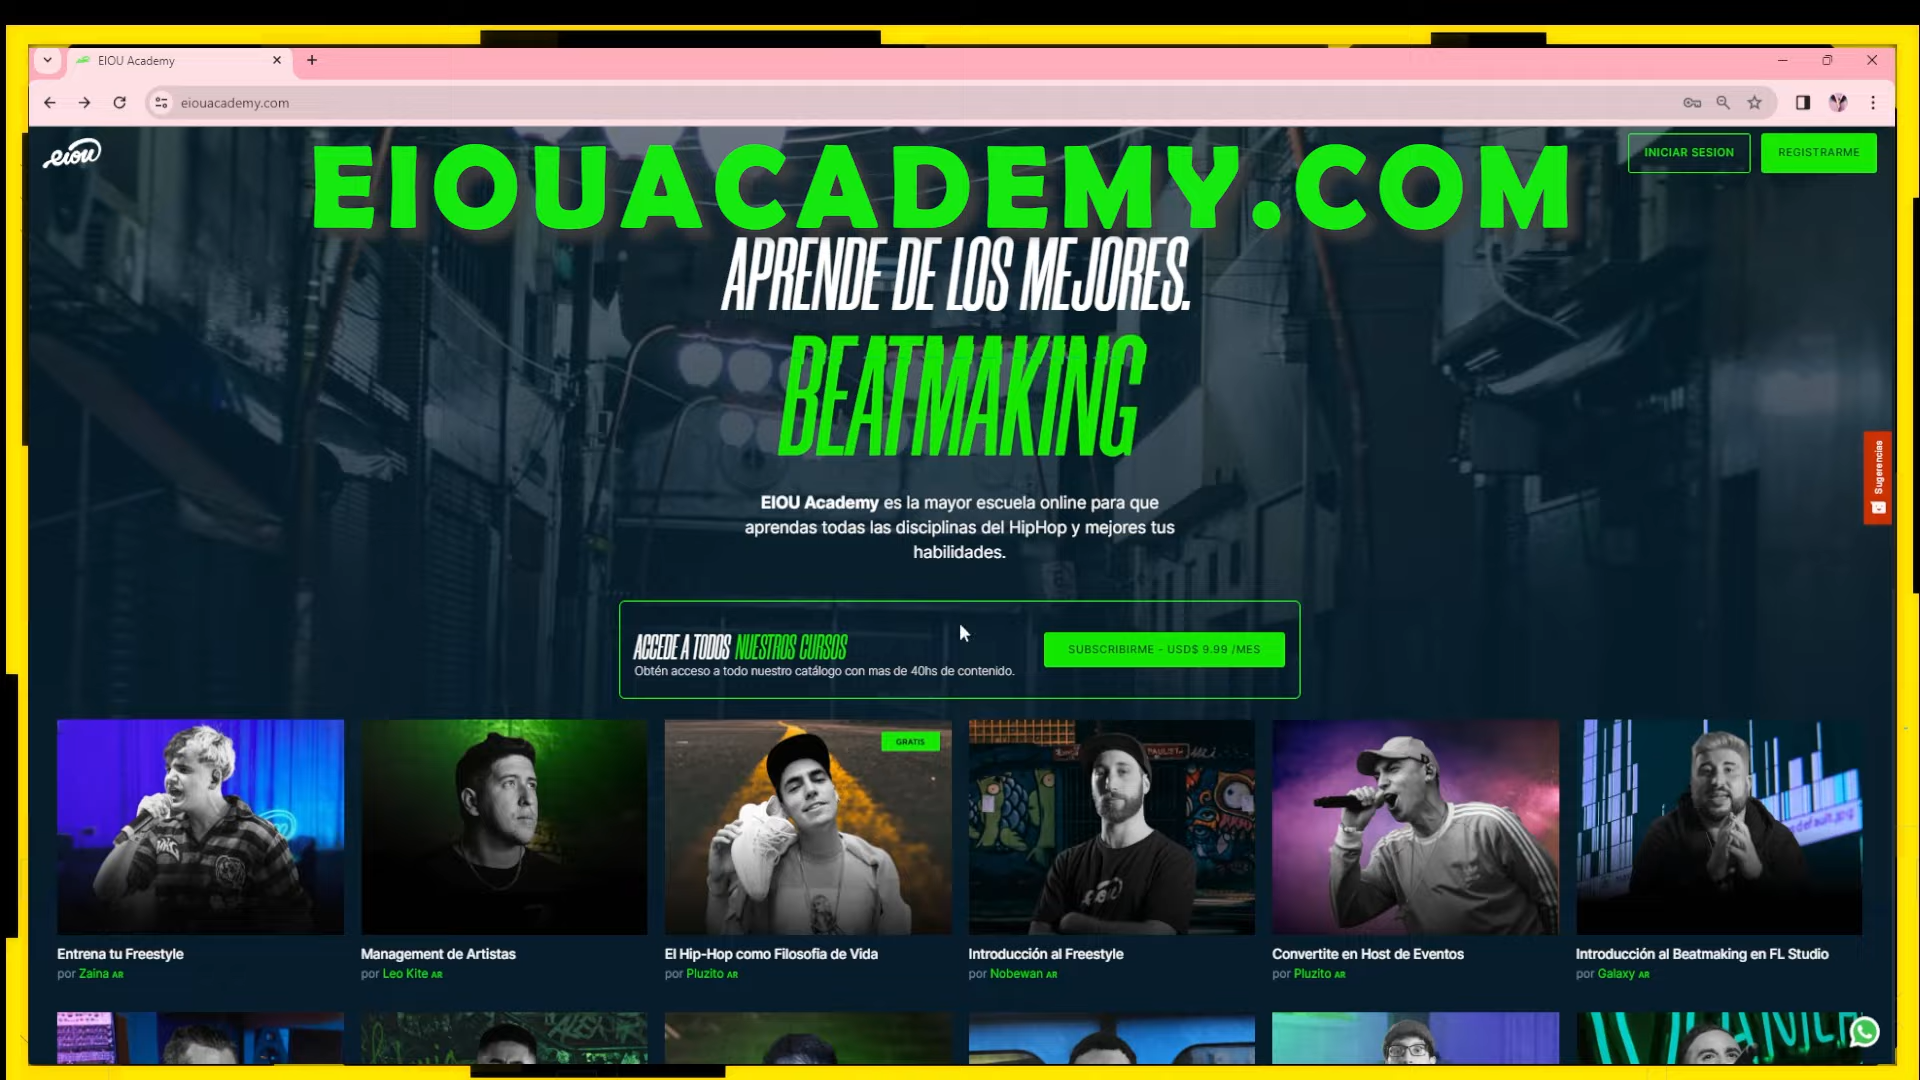 EIOU Academy
eiouacademy.com
eiou
INICIAR SESION
REGISTRARME
EIOUACADEMY.COM
APRENDE DE LOS MEJORES.
BEATMAKING
EIOU Academy es la mayor escuela online para que
aprendas todas las disciplinas del HipHop y mejores tus
habilidades.
Sugerencias
ACCEDE A TODOS NUESTROS CURSOS
Obtén acceso a todo nuestro catálogo con mas de 40hs de contenido.
SUBSCRIBIRME - USD$ 9.99 /MES
GRATIS
Entrena tu Freestyle
por Zaina AR
Management de Artistas
por Leo Kite AR
El Hip-Hop como Filosofia de Vida
por Pluzito AR
Introducción al Freestyle
por Nobewan AR
Convertite en Host de Eventos
por Pluzito AR
Introducción al Beatmaking en FL Studio
por Galaxy AR